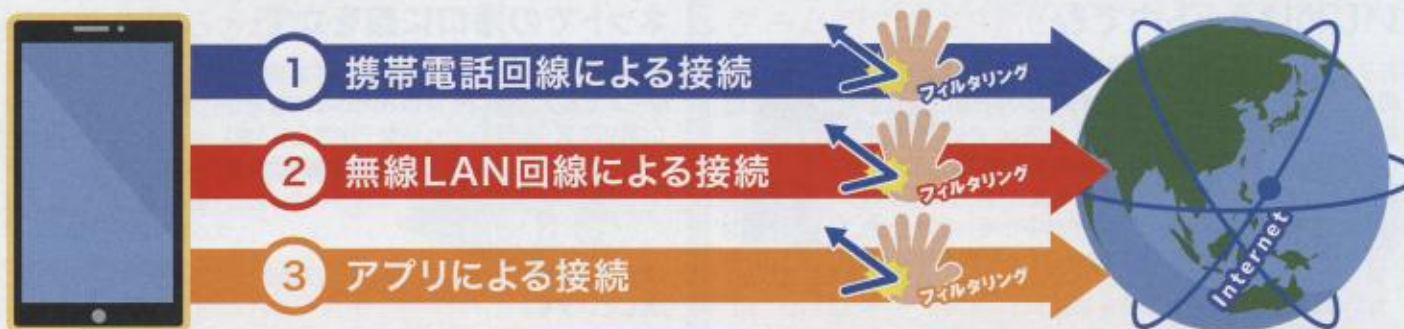 ① 携帯電話回線による接続
フィルタリング
② 無線LAN回線による接続
フィルタリング
③ アプリによる接続
フィルタリング
Internet